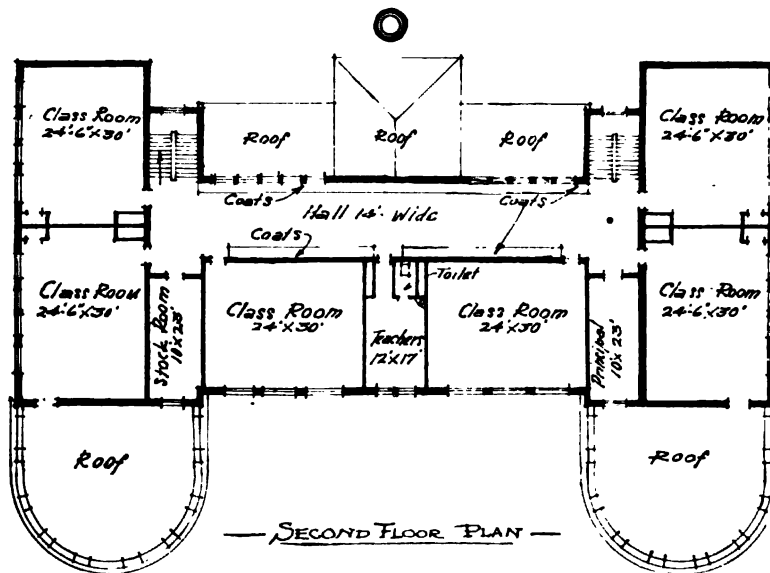 Class Room
24'-6"X30'
Roof
Roof
Roof
Class Room
24'-6"X30'
Coats
Coats
Hall 14' Wide
Coats
Toilet
Class Room
24'-6"X30'
Stock Room
10'X23'
Class Room
24'X30'
Teachers
12'X17'
Class Room
24'X30'
Principal
10'X23'
Class Room
24'-6"X30'
Roof
Roof
SECOND FLOOR PLAN